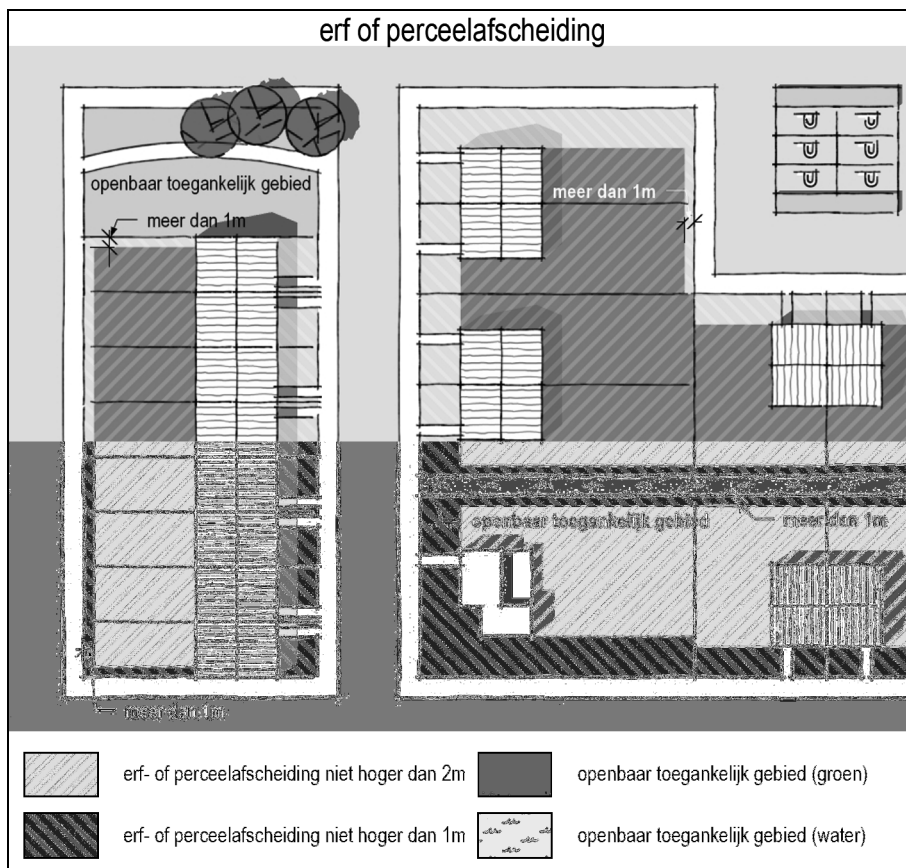 erf of perceelafscheiding
openbaar toegankelijk gebied
meer dan 1m
meer dan 1m
openbaar toegankelijk gebied
meer dan 1m
meer dan 1m
erf- of perceelafscheiding niet hoger dan 2m
openbaar toegankelijk gebied (groen)
erf- of perceelafscheiding niet hoger dan 1m
openbaar toegankelijk gebied (water)